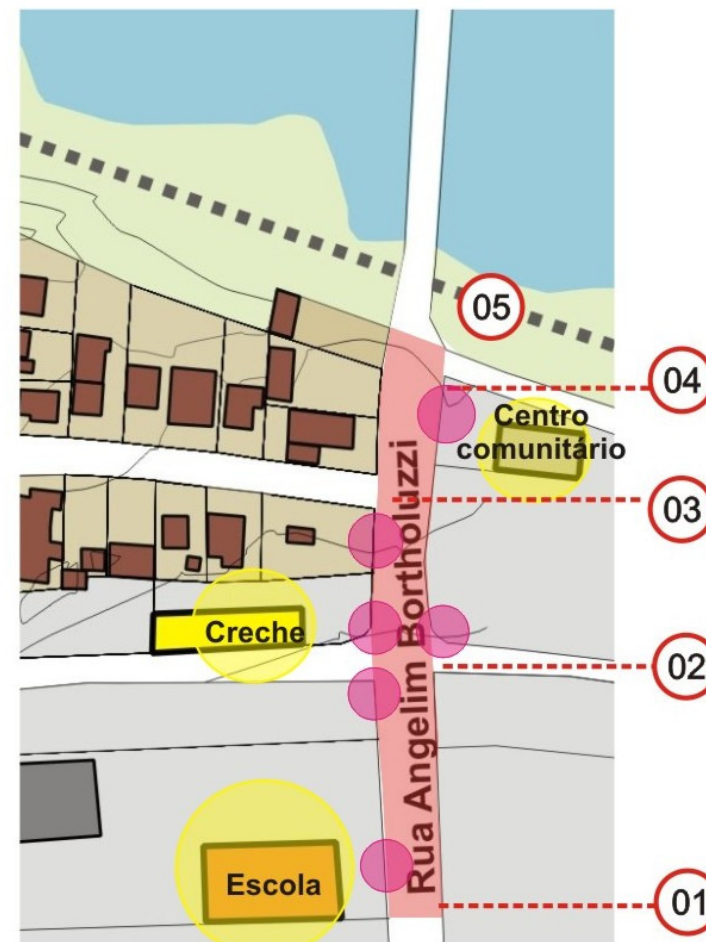 05
04
Centro
comunitário
03
Rua Angelim Bortholuzzi
Creche
02
Escola
01